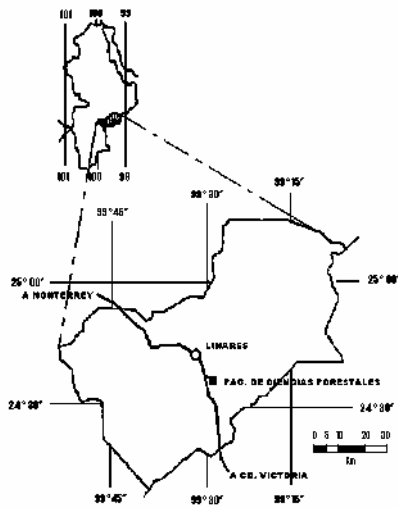 101 100 99
101 100 99
99°15'
99°30'
99°45'
25°00'
25°00'
A MONTERREY
LINARES
FAC. DE CIENCIAS FORESTALES
24°30'
24°30'
0 5 10 20 30
Km
A CD. VICTORIA
99°45'
99°30'
99°15'